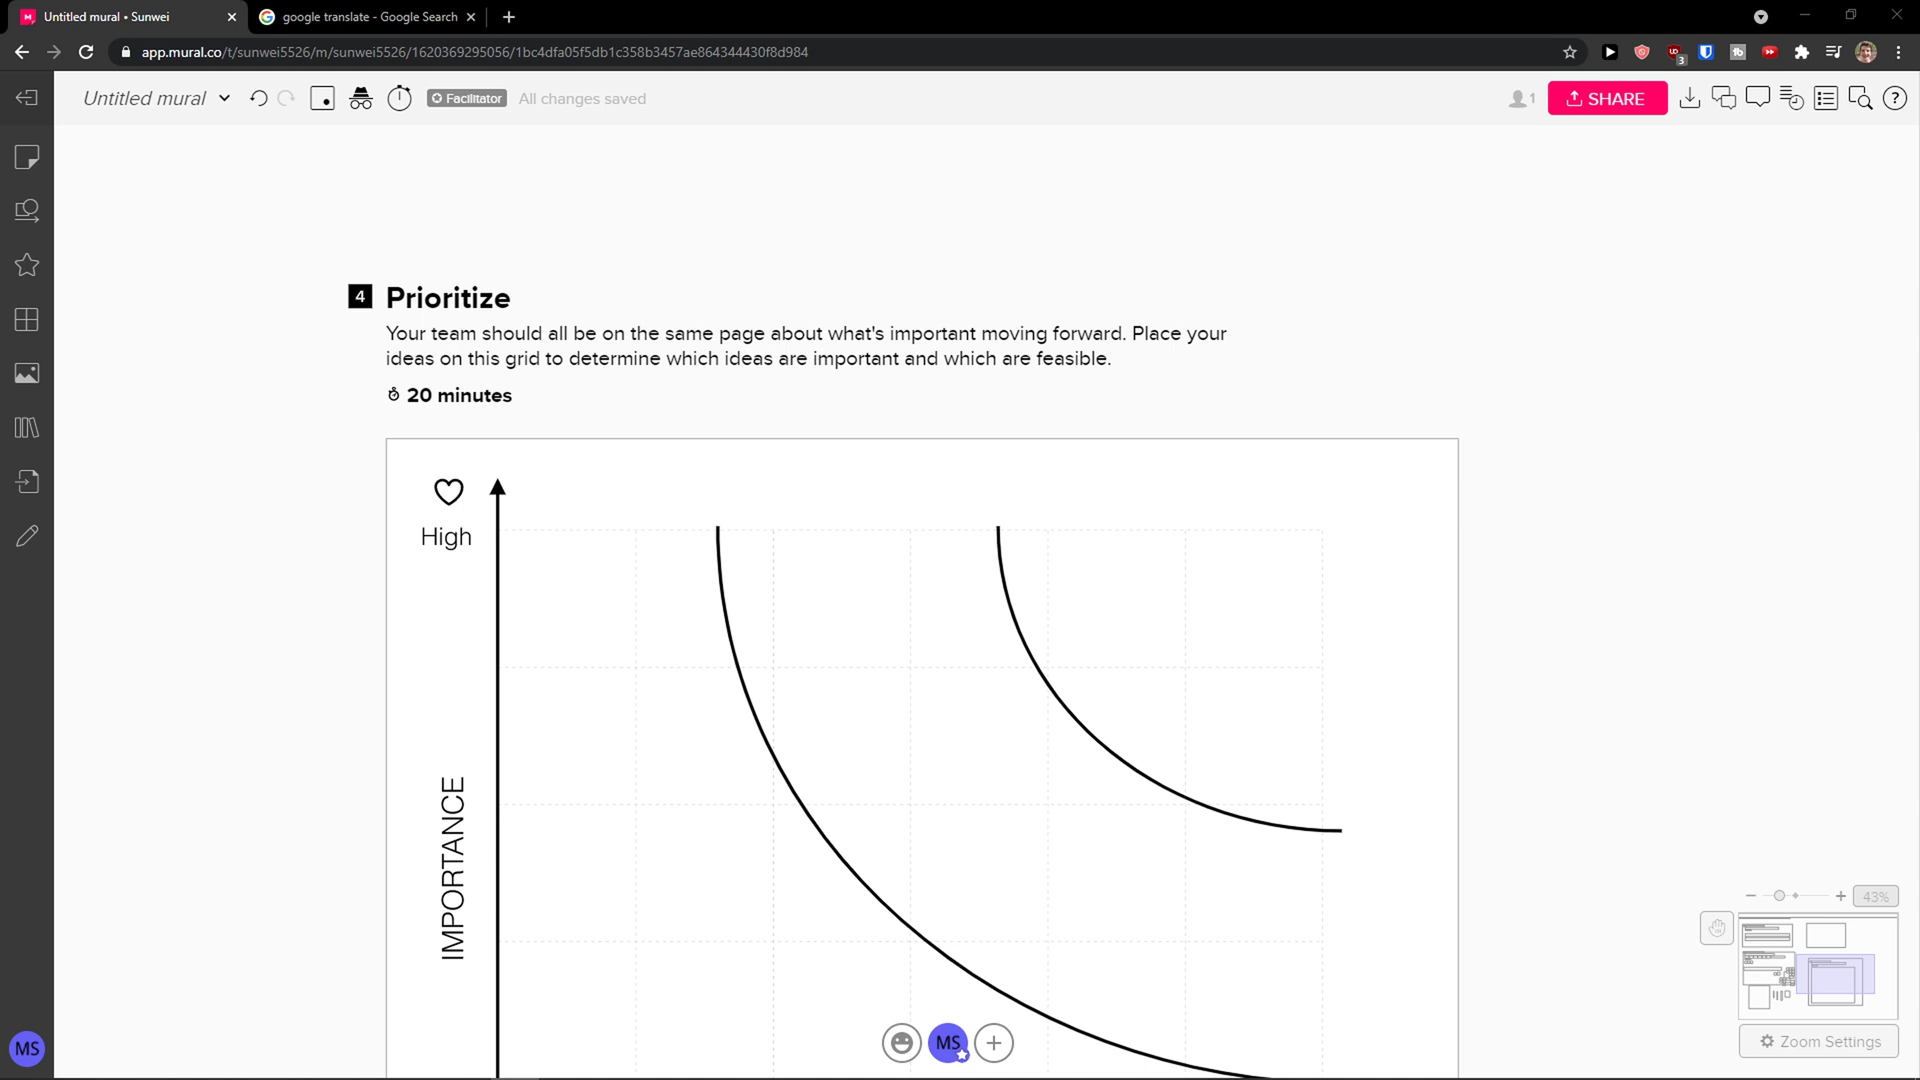 Untitled mural • Sunwei
google translate - Google Search
app.mural.co/t/sunwei5526/m/sunwei5526/1620369295056/1bc4dfa05f5db1c358b3457ae864344430f8d984
3
Untitled mural
Facilitator
All changes saved
1
SHARE
4 Prioritize
Your team should all be on the same page about what's important moving forward. Place your
ideas on this grid to determine which ideas are important and which are feasible.
20 minutes
High
IMPORTANCE
43%
Zoom Settings
MS
MS